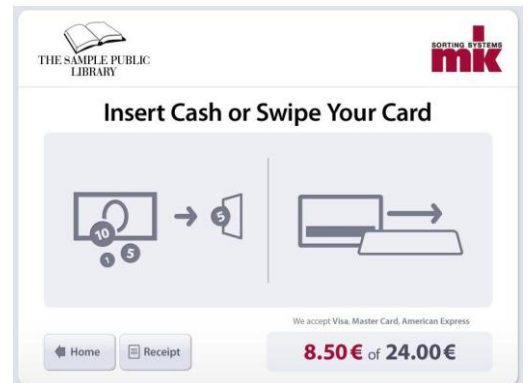 THE SAMPLE PUBLIC
LIBRARY
SORTING SYSTEMS
mk
Insert Cash or Swipe Your Card
10
1
5
5
We accept Visa, Master Card, American Express
Home
Receipt
8.50 € of 24.00 €